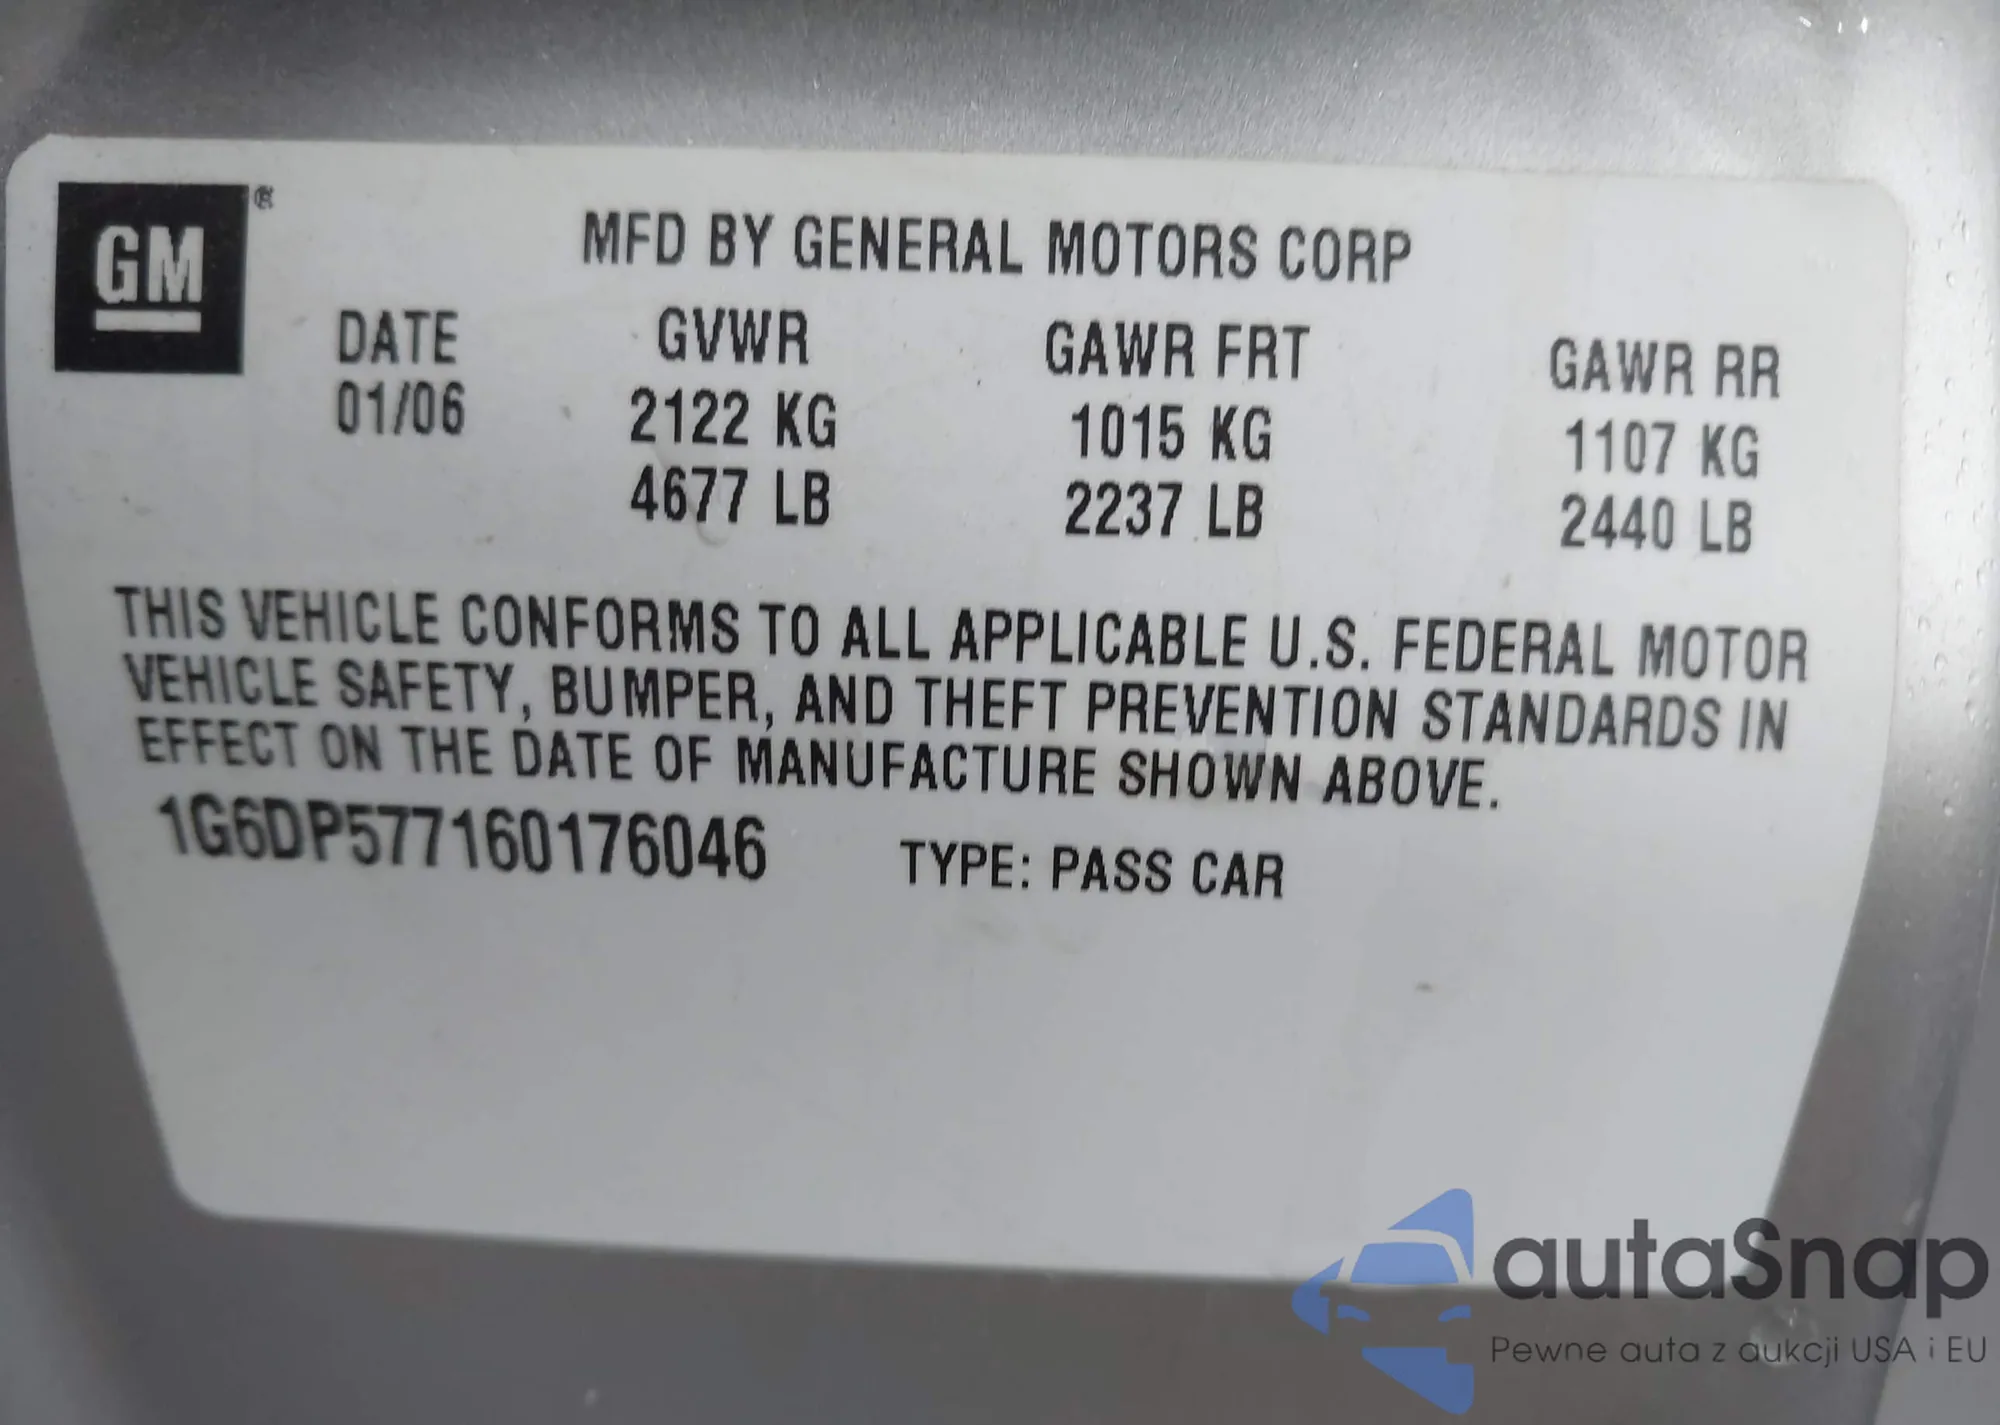 GM®
MFD BY GENERAL MOTORS CORP
DATE GVWR GAWR FRT GAWR RR
01/06 2122 KG 1015 KG 1107 KG
4677 LB 2237 LB 2440 LB
THIS VEHICLE CONFORMS TO ALL APPLICABLE U.S. FEDERAL MOTOR
VEHICLE SAFETY, BUMPER, AND THEFT PREVENTION STANDARDS IN
EFFECT ON THE DATE OF MANUFACTURE SHOWN ABOVE.
1G6DP577160176046 TYPE: PASS CAR
autaSnap
Pewne auta z aukcji USA i EU